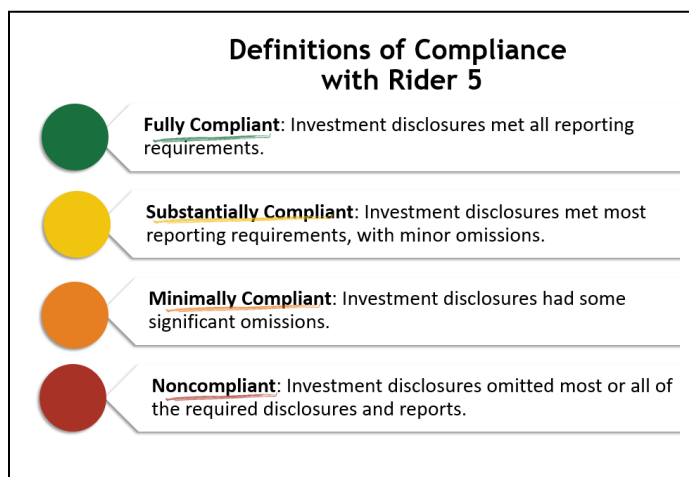 Definitions of Compliance
with Rider 5
Fully Compliant: Investment disclosures met all reporting
requirements.
Substantially Compliant: Investment disclosures met most
reporting requirements, with minor omissions.
Minimally Compliant: Investment disclosures had some
significant omissions.
Noncompliant: Investment disclosures omitted most or all of
the required disclosures and reports.